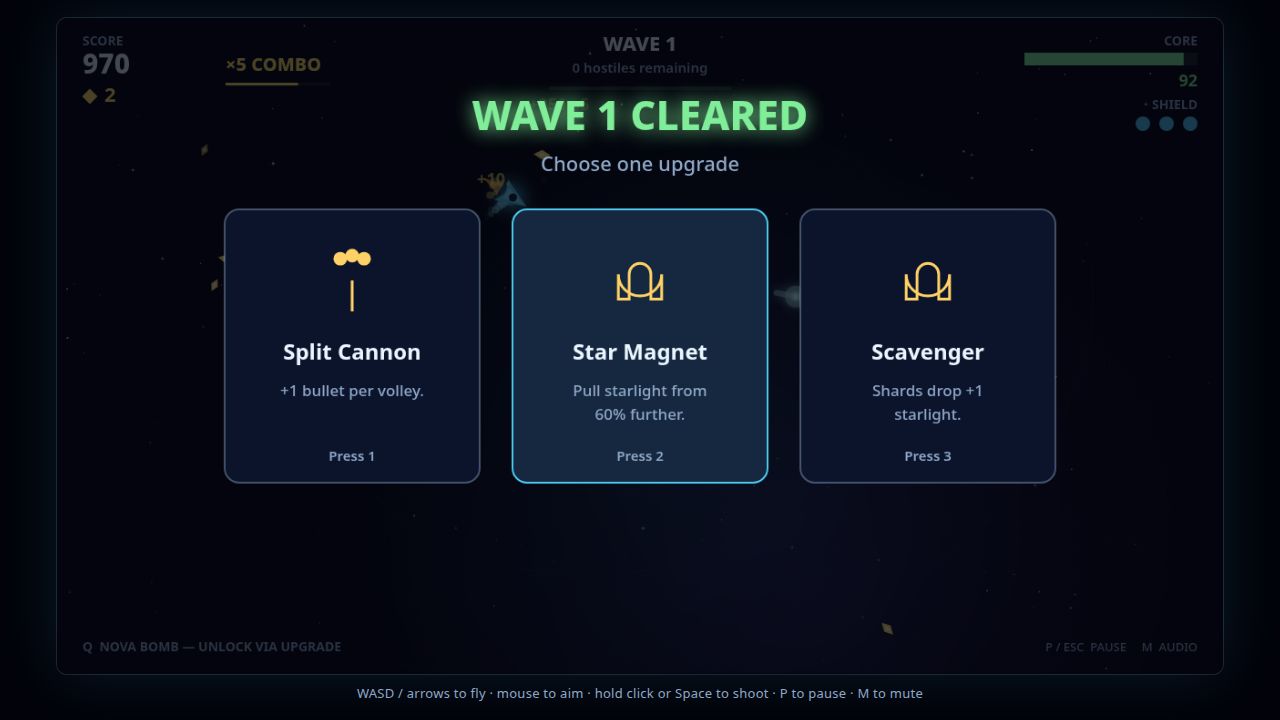 SCORE
970
◆ 2
×5 COMBO
WAVE 1
0 hostiles remaining
CORE
92
SHIELD
WAVE 1 CLEARED
Choose one upgrade
+10
Split Cannon
+1 bullet per volley.
Press 1
Star Magnet
Pull starlight from
60% further.
Press 2
Scavenger
Shards drop +1
starlight.
Press 3
Q NOVA BOMB — UNLOCK VIA UPGRADE
P / ESC PAUSE M AUDIO
WASD / arrows to fly · mouse to aim · hold click or Space to shoot · P to pause · M to mute